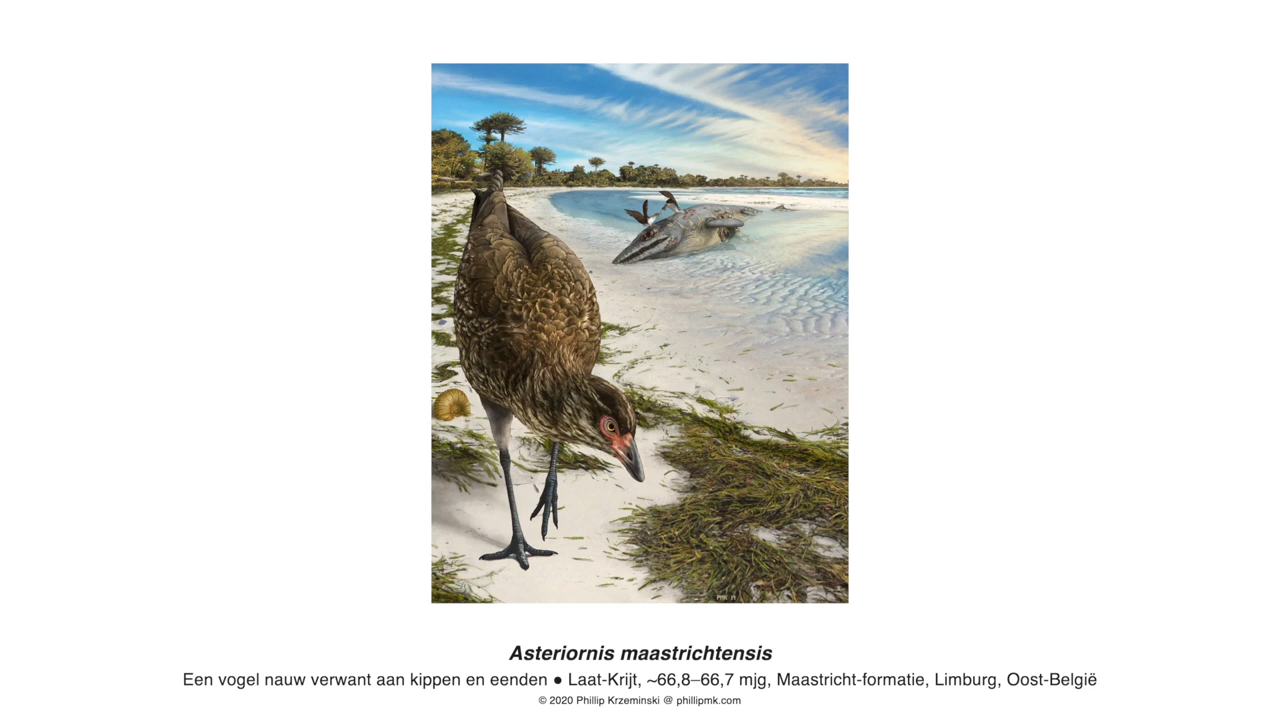 Asteriornis maastrichtensis
Een vogel nauw verwant aan kippen en eenden ● Laat-Krijt, ~66,8–66,7 mjg, Maastricht-formatie, Limburg, Oost-België
© 2020 Phillip Krzeminski @ phillipmk.com